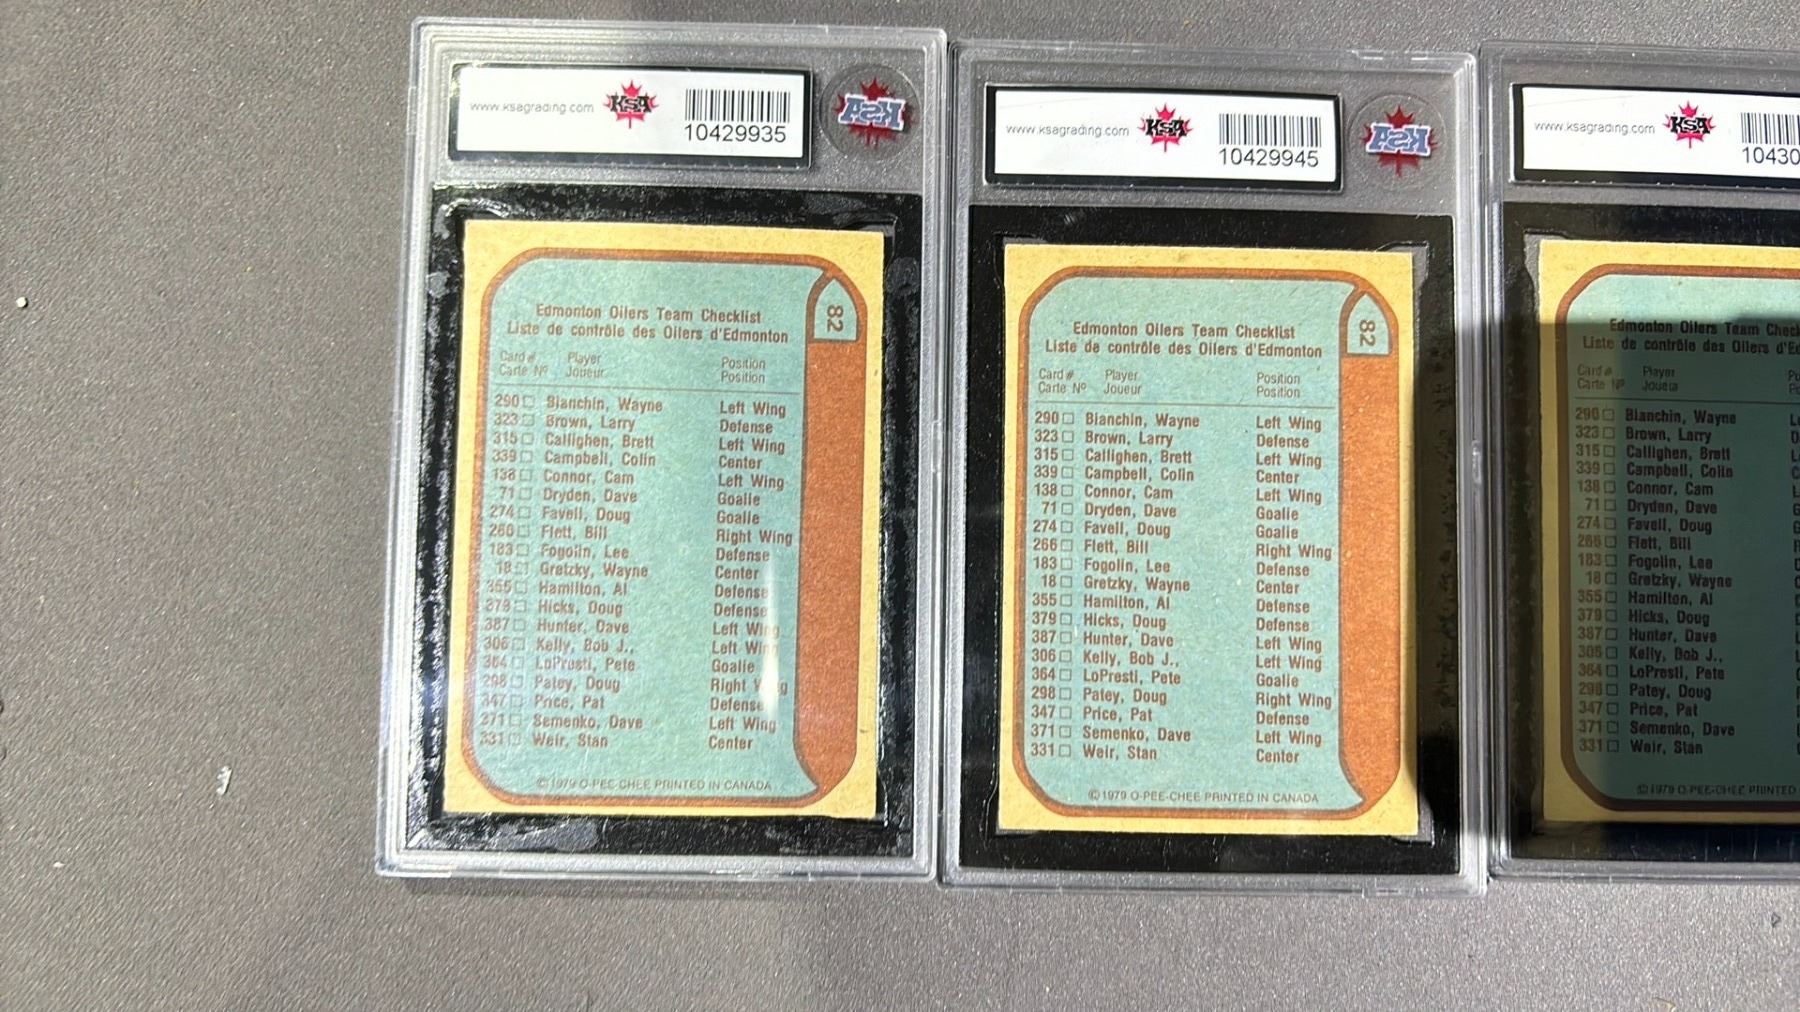 www.ksagrading.com KSA 10429935 KSA
Edmonton Oilers Team Checklist
Liste de contrôle des Oilers d'Edmonton
82
Card # Player Position
Carte Nº Joueur Position
290 □ Bianchin, Wayne Left Wing
323 □ Brown, Larry Defense
315 □ Callighen, Brett Left Wing
339 □ Campbell, Colin Center
138 □ Connor, Cam Left Wing
71 □ Dryden, Dave Goalie
274 □ Favell, Doug Goalie
266 □ Flett, Bill Right Wing
183 □ Fogolin, Lee Defense
18 □ Gretzky, Wayne Center
355 □ Hamilton, Al Defense
379 □ Hicks, Doug Defense
387 □ Hunter, Dave Left Wing
306 □ Kelly, Bob J., Left Wing
364 □ LoPresti, Pete Goalie
298 □ Patey, Doug Right Wing
347 □ Price, Pat Defense
371 □ Semenko, Dave Left Wing
331 □ Weir, Stan Center
©1979 O-PEE-CHEE PRINTED IN CANADA
www.ksagrading.com KSA 10429945 KSA
Edmonton Oilers Team Checklist
Liste de contrôle des Oilers d'Edmonton
82
Card # Player Position
Carte Nº Joueur Position
290 □ Bianchin, Wayne Left Wing
323 □ Brown, Larry Defense
315 □ Callighen, Brett Left Wing
339 □ Campbell, Colin Center
138 □ Connor, Cam Left Wing
71 □ Dryden, Dave Goalie
274 □ Favell, Doug Goalie
266 □ Flett, Bill Right Wing
183 □ Fogolin, Lee Defense
18 □ Gretzky, Wayne Center
355 □ Hamilton, Al Defense
379 □ Hicks, Doug Defense
387 □ Hunter, Dave Left Wing
306 □ Kelly, Bob J., Left Wing
364 □ LoPresti, Pete Goalie
298 □ Patey, Doug Right Wing
347 □ Price, Pat Defense
371 □ Semenko, Dave Left Wing
331 □ Weir, Stan Center
©1979 O-PEE-CHEE PRINTED IN CANADA
www.ksagrading.com KSA 10430
Edmonton Oilers Team Check
Liste de contrôle des Oilers d'Ed
Card # Player
Carte Nº Joueur
290 □ Bianchin, Wayne
323 □ Brown, Larry
315 □ Callighen, Brett
339 □ Campbell, Colin
138 □ Connor, Cam
71 □ Dryden, Dave
274 □ Favell, Doug
266 □ Flett, Bill
183 □ Fogolin, Lee
18 □ Gretzky, Wayne
355 □ Hamilton, Al
379 □ Hicks, Doug
387 □ Hunter, Dave
306 □ Kelly, Bob J.,
364 □ LoPresti, Pete
298 □ Patey, Doug
347 □ Price, Pat
371 □ Semenko, Dave
331 □ Weir, Stan
©1979 O-PEE-CHEE PRINTED